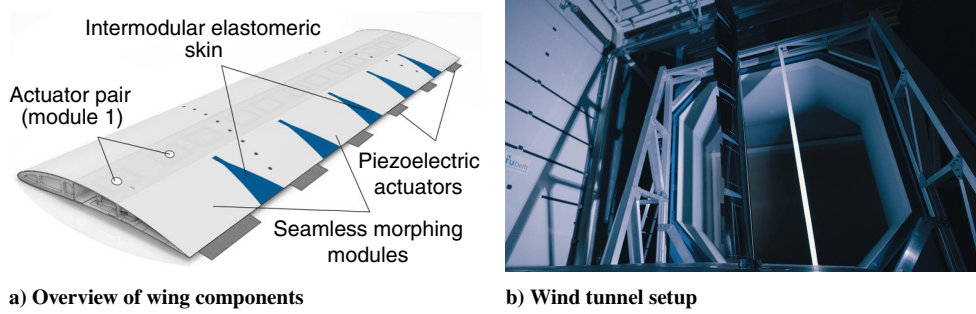 Intermodular elastomeric
skin
Actuator pair
(module 1)
Piezoelectric
actuators
Seamless morphing
modules
TUDelft
a) Overview of wing components
b) Wind tunnel setup